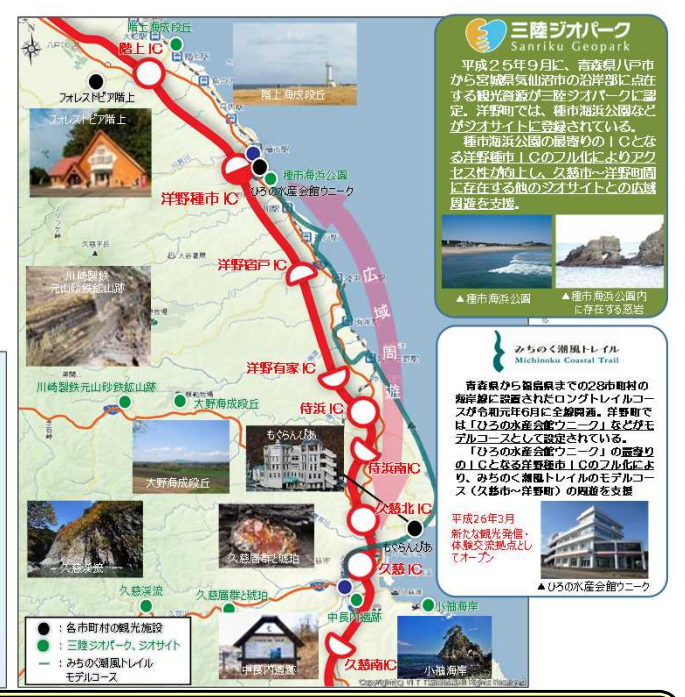 階上海成段丘
階上IC
フォレストピア階上
フォレストピア階上
階上海成段丘
種市海浜公園
ひろの水産会館ウニーク
洋野種市IC
川崎製鉄
元山砂鉄鉱山跡
洋野宿戸IC
広域周遊
洋野有家IC
川崎製鉄元山砂鉄鉱山跡
大野海成段丘
侍浜IC
もぐらんぴあ
大野海成段丘
侍浜南IC
久慈北IC
もぐらんぴあ
久慈渓流
久慈層群と琥珀
久慈IC
久慈渓流
久慈層群と琥珀
中長内遺跡
小袖海岸
中長内遺跡
久慈南IC
小袖海岸
：各市町村の観光施設
：三陸ジオパーク、ジオサイト
：みちのく潮風トレイル
モデルコース
三陸ジオパーク
Sanriku Geopark
平成２５年９月に、青森県八戸市
から宮城県気仙沼市の沿岸部に点在
する観光資源が三陸ジオパークに認
定。洋野町では、種市海浜公園など
がジオサイトに登録されている。
種市海浜公園の最寄りのＩＣとな
る洋野種市ＩＣのフル化によりアク
セス性が向上し、久慈市～洋野町間
に存在する他のジオサイトとの広域
周遊を支援。
▲種市海浜公園
▲種市海浜公園内
に存在する窓岩
みちのく潮風トレイル
Michinoku Coastal Trail
青森県から福島県までの28市町村の
海岸線に設置されたロングトレイルコー
スが令和元年6月に全線開通。洋野町で
は「ひろの水産会館ウニーク」などがモ
デルコースとして設定されている。
「ひろの水産会館ウニーク」の最寄り
のＩＣとなる洋野種市ＩＣのフル化によ
り、みちのく潮風トレイルのモデルコー
ス（久慈市～洋野町）の周遊を支援
平成26年3月
新たな観光発信・
体験交流拠点とし
てオープン
▲ひろの水産会館ウニーク